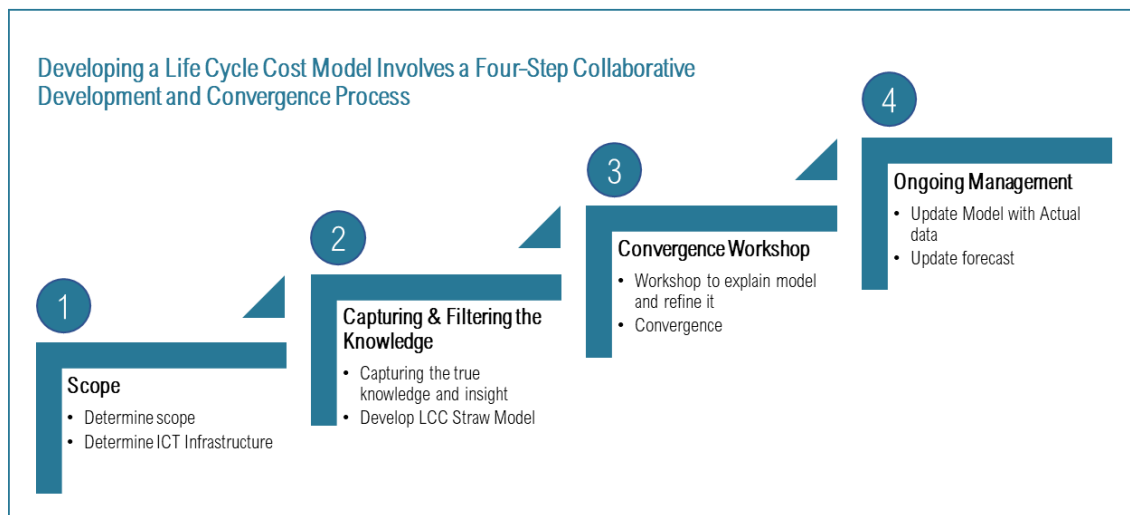 Developing a Life Cycle Cost Model Involves a Four-Step Collaborative
Development and Convergence Process
1
Scope
• Determine scope
• Determine ICT Infrastructure
2
Capturing & Filtering the
Knowledge
• Capturing the true
knowledge and insight
• Develop LCC Straw Model
3
Convergence Workshop
• Workshop to explain model
and refine it
• Convergence
4
Ongoing Management
• Update Model with Actual
data
• Update forecast